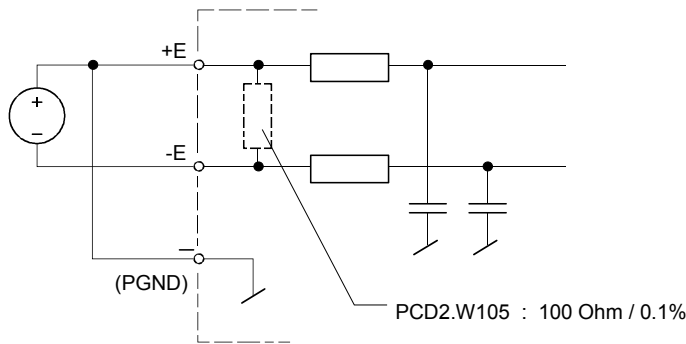 +E
+
−
-E
−
(PGND)
PCD2.W105 : 100 Ohm / 0.1%